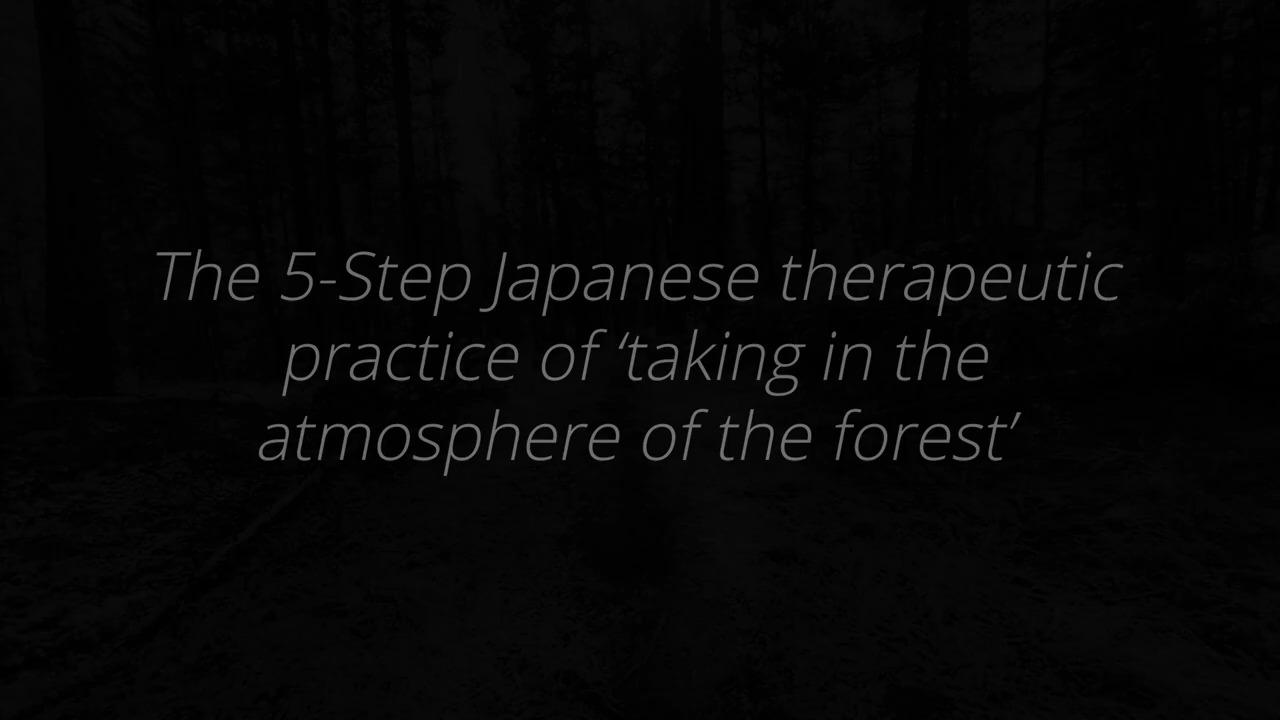 The 5-Step Japanese therapeutic
practice of ‘taking in the
atmosphere of the forest’